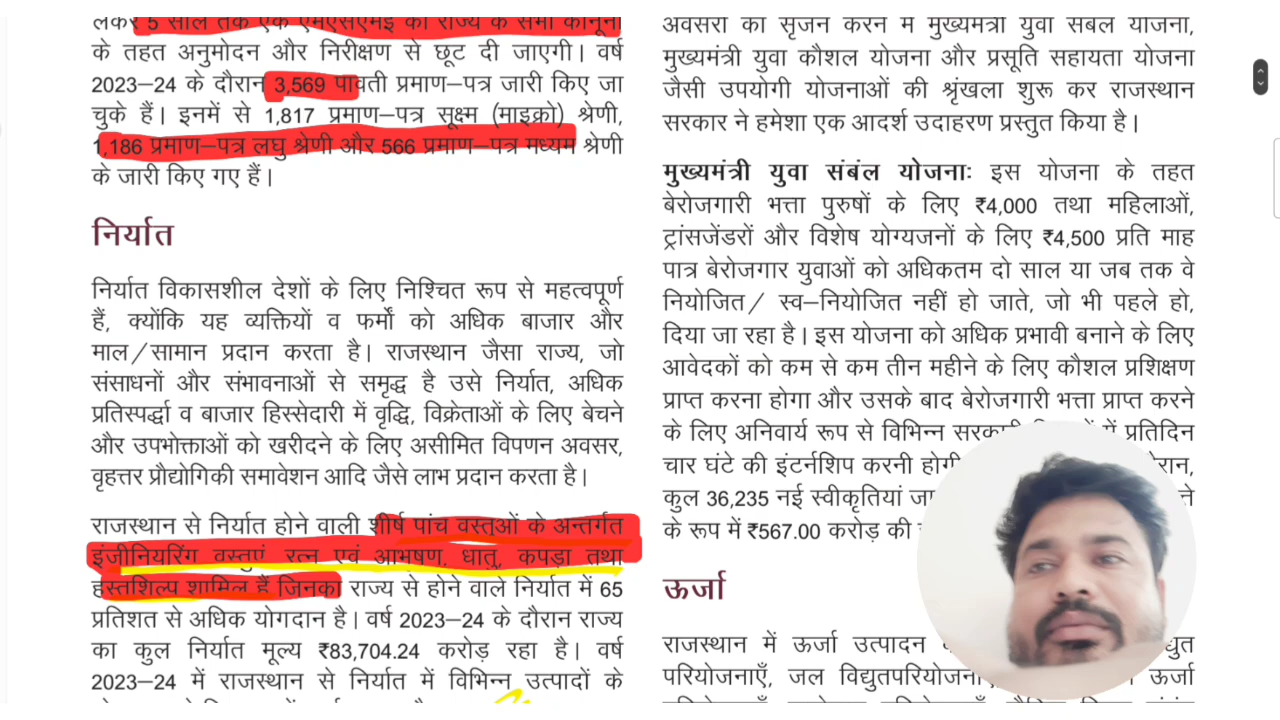 लेकर 5 साल तक एक एमएसएमई को राज्य के सभी कानूनों
के तहत अनुमोदन और निरीक्षण से छूट दी जाएगी। वर्ष
2023–24 के दौरान 3,569 पावती प्रमाण–पत्र जारी किए जा
चुके हैं। इनमें से 1,817 प्रमाण–पत्र सूक्ष्म (माइक्रो) श्रेणी,
1,186 प्रमाण–पत्र लघु श्रेणी और 566 प्रमाण–पत्र मध्यम श्रेणी
के जारी किए गए हैं।
निर्यात
निर्यात विकासशील देशों के लिए निश्चित रूप से महत्वपूर्ण
हैं, क्योंकि यह व्यक्तियों व फर्मों को अधिक बाजार और
माल/सामान प्रदान करता है। राजस्थान जैसा राज्य, जो
संसाधनों और संभावनाओं से समृद्ध है उसे निर्यात, अधिक
प्रतिस्पर्द्धा व बाजार हिस्सेदारी में वृद्धि, विक्रेताओं के लिए बेचने
और उपभोक्ताओं को खरीदने के लिए असीमित विपणन अवसर,
वृहत्तर प्रौद्योगिकी समावेशन आदि जैसे लाभ प्रदान करता है।
राजस्थान से निर्यात होने वाली शीर्ष पांच वस्तुओं के अन्तर्गत
इंजीनियरिंग वस्तुएं, रत्न एवं आभूषण, धातु, कपड़ा तथा
हस्तशिल्प शामिल हैं जिनका राज्य से होने वाले निर्यात में 65
प्रतिशत से अधिक योगदान है। वर्ष 2023–24 के दौरान राज्य
का कुल निर्यात मूल्य ₹83,704.24 करोड़ रहा है। वर्ष
2023–24 में राजस्थान से निर्यात में विभिन्न उत्पादों के
अवसरों का सृजन करने में मुख्यमंत्री युवा संबल योजना,
मुख्यमंत्री युवा कौशल योजना और प्रसूति सहायता योजना
जैसी उपयोगी योजनाओं की श्रृंखला शुरू कर राजस्थान
सरकार ने हमेशा एक आदर्श उदाहरण प्रस्तुत किया है।
मुख्यमंत्री युवा संबंल योजनाः इस योजना के तहत
बेरोजगारी भत्ता पुरुषों के लिए ₹4,000 तथा महिलाओं,
ट्रांसजेंडरों और विशेष योग्यजनों के लिए ₹4,500 प्रति माह
पात्र बेरोजगार युवाओं को अधिकतम दो साल या जब तक वे
नियोजित/ स्व–नियोजित नहीं हो जाते, जो भी पहले हो,
दिया जा रहा है। इस योजना को अधिक प्रभावी बनाने के लिए
आवेदकों को कम से कम तीन महीने के लिए कौशल प्रशिक्षण
प्राप्त करना होगा और उसके बाद बेरोजगारी भत्ता प्राप्त करने
के लिए अनिवार्य रूप से विभिन्न में प्रतिदिन
चार घंटे की इंटर्नशिप करनी होगी
कुल 36,235 नई स्वीकृतियां
के रूप में ₹567.00 करोड़ की
ऊर्जा
राजस्थान में ऊर्जा उत्पादन
परियोजनाएँ, जल ऊर्जा